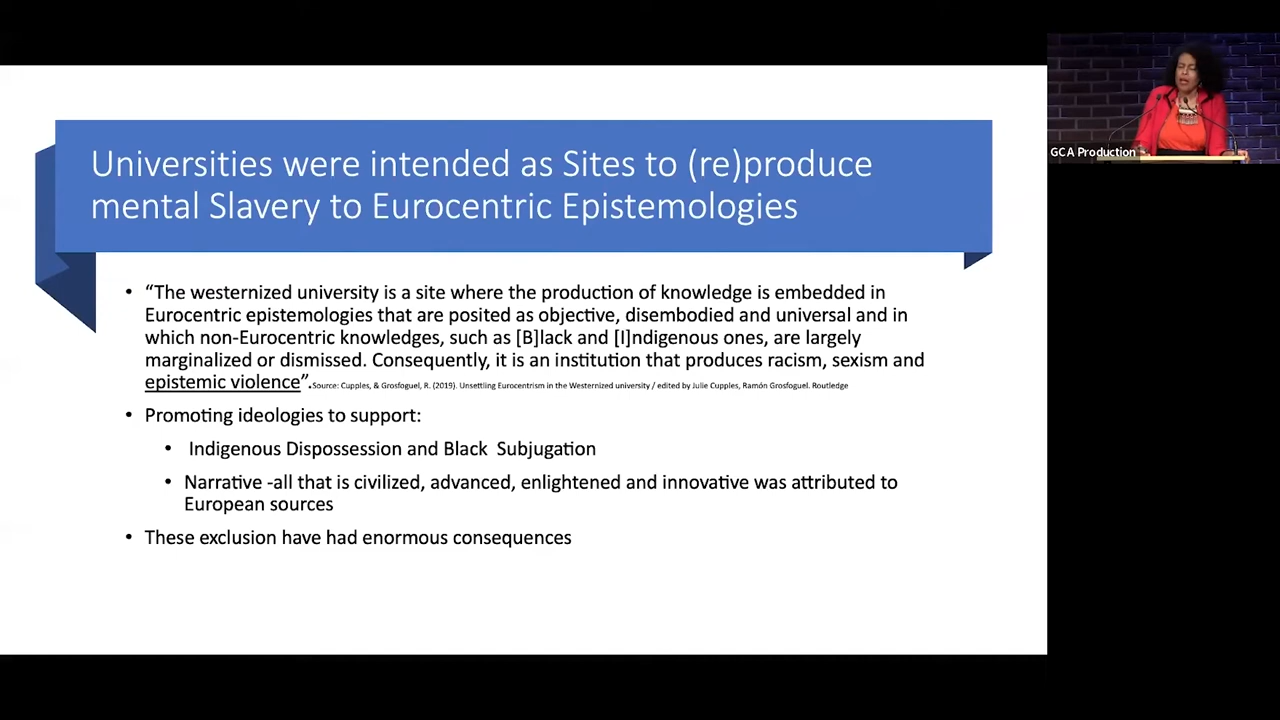 Universities were intended as Sites to (re)produce
mental Slavery to Eurocentric Epistemologies
• “The westernized university is a site where the production of knowledge is embedded in
Eurocentric epistemologies that are posited as objective, disembodied and universal and in
which non-Eurocentric knowledges, such as [B]lack and [I]ndigenous ones, are largely
marginalized or dismissed. Consequently, it is an institution that produces racism, sexism and
epistemic violence”. Source: Cupples, & Grosfoguel, R. (2019). Unsettling Eurocentrism in the Westernized university / edited by Julie Cupples, Ramón Grosfoguel. Routledge
• Promoting ideologies to support:
• Indigenous Dispossession and Black Subjugation
• Narrative -all that is civilized, advanced, enlightened and innovative was attributed to
European sources
• These exclusion have had enormous consequences
GCA Production